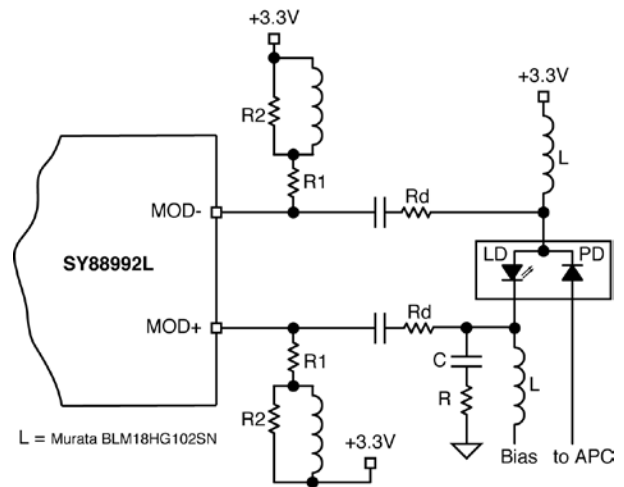 +3.3V
+3.3V
R2
L
R1
Rd
MOD-
LD
PD
SY88992L
Rd
MOD+
R1
C
L
R2
R
+3.3V
L = Murata BLM18HG102SN
Bias
to APC